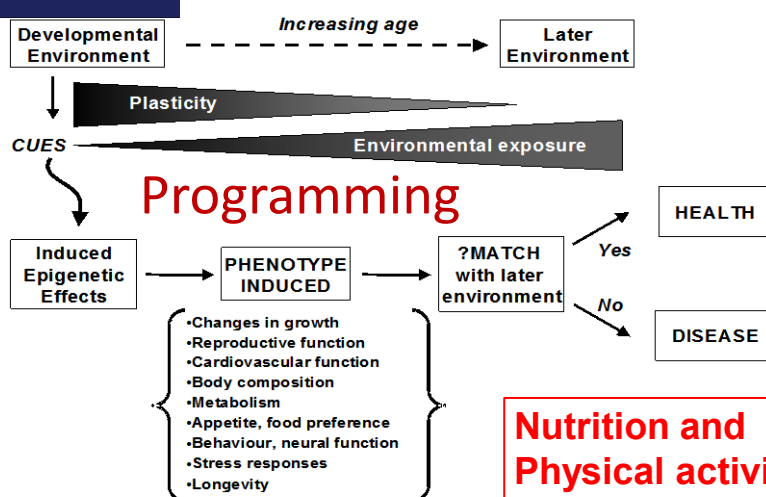 Developmental
Environment
Increasing age
Later
Environment
Plasticity
CUES
Environmental exposure
Programming
Induced
Epigenetic
Effects
PHENOTYPE
INDUCED
?MATCH
with later
environment
Yes
No
HEALTH
DISEASE
•Changes in growth
•Reproductive function
•Cardiovascular function
•Body composition
•Metabolism
•Appetite, food preference
•Behaviour, neural function
•Stress responses
•Longevity
Nutrition and
Physical activi